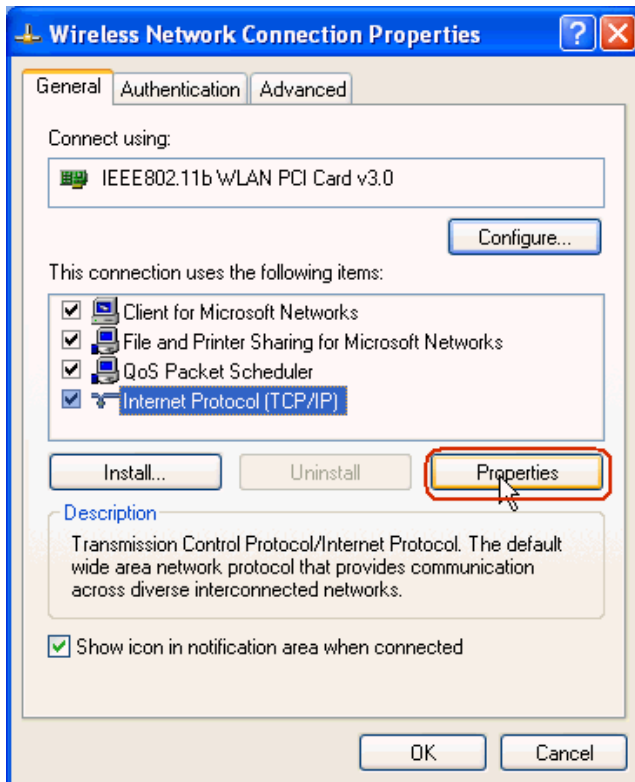 Wireless Network Connection Properties
General Authentication Advanced
Connect using:
IEEE802.11b WLAN PCI Card v3.0
Configure...
This connection uses the following items:
Client for Microsoft Networks
File and Printer Sharing for Microsoft Networks
QoS Packet Scheduler
Internet Protocol (TCP/IP)
Install... Uninstall Properties
Description
Transmission Control Protocol/Internet Protocol. The default
wide area network protocol that provides communication
across diverse interconnected networks.
Show icon in notification area when connected
OK Cancel